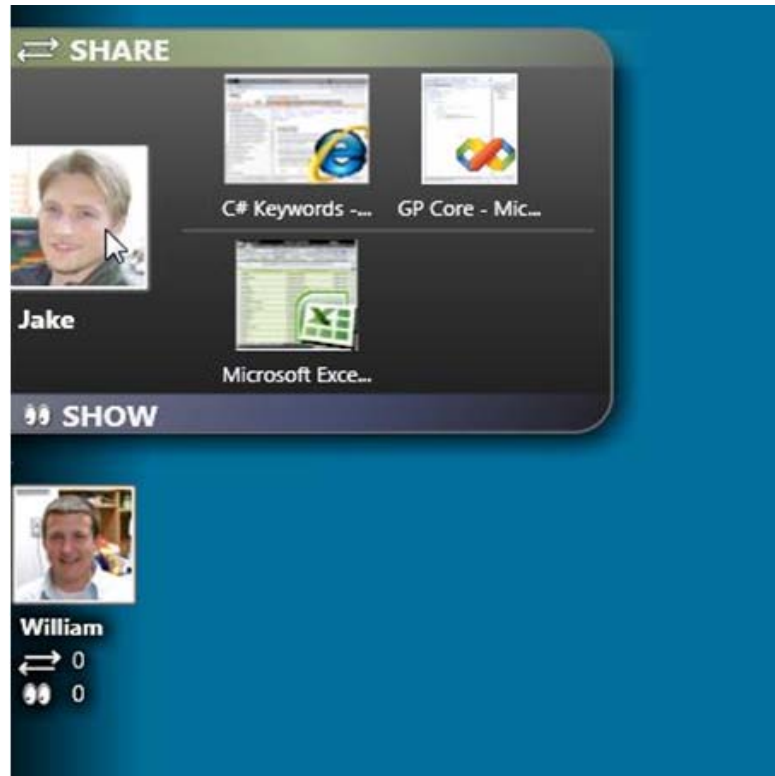 SHARE
C# Keywords -... GP Core - Mic...
Jake
Microsoft Exce...
SHOW
William
0
0